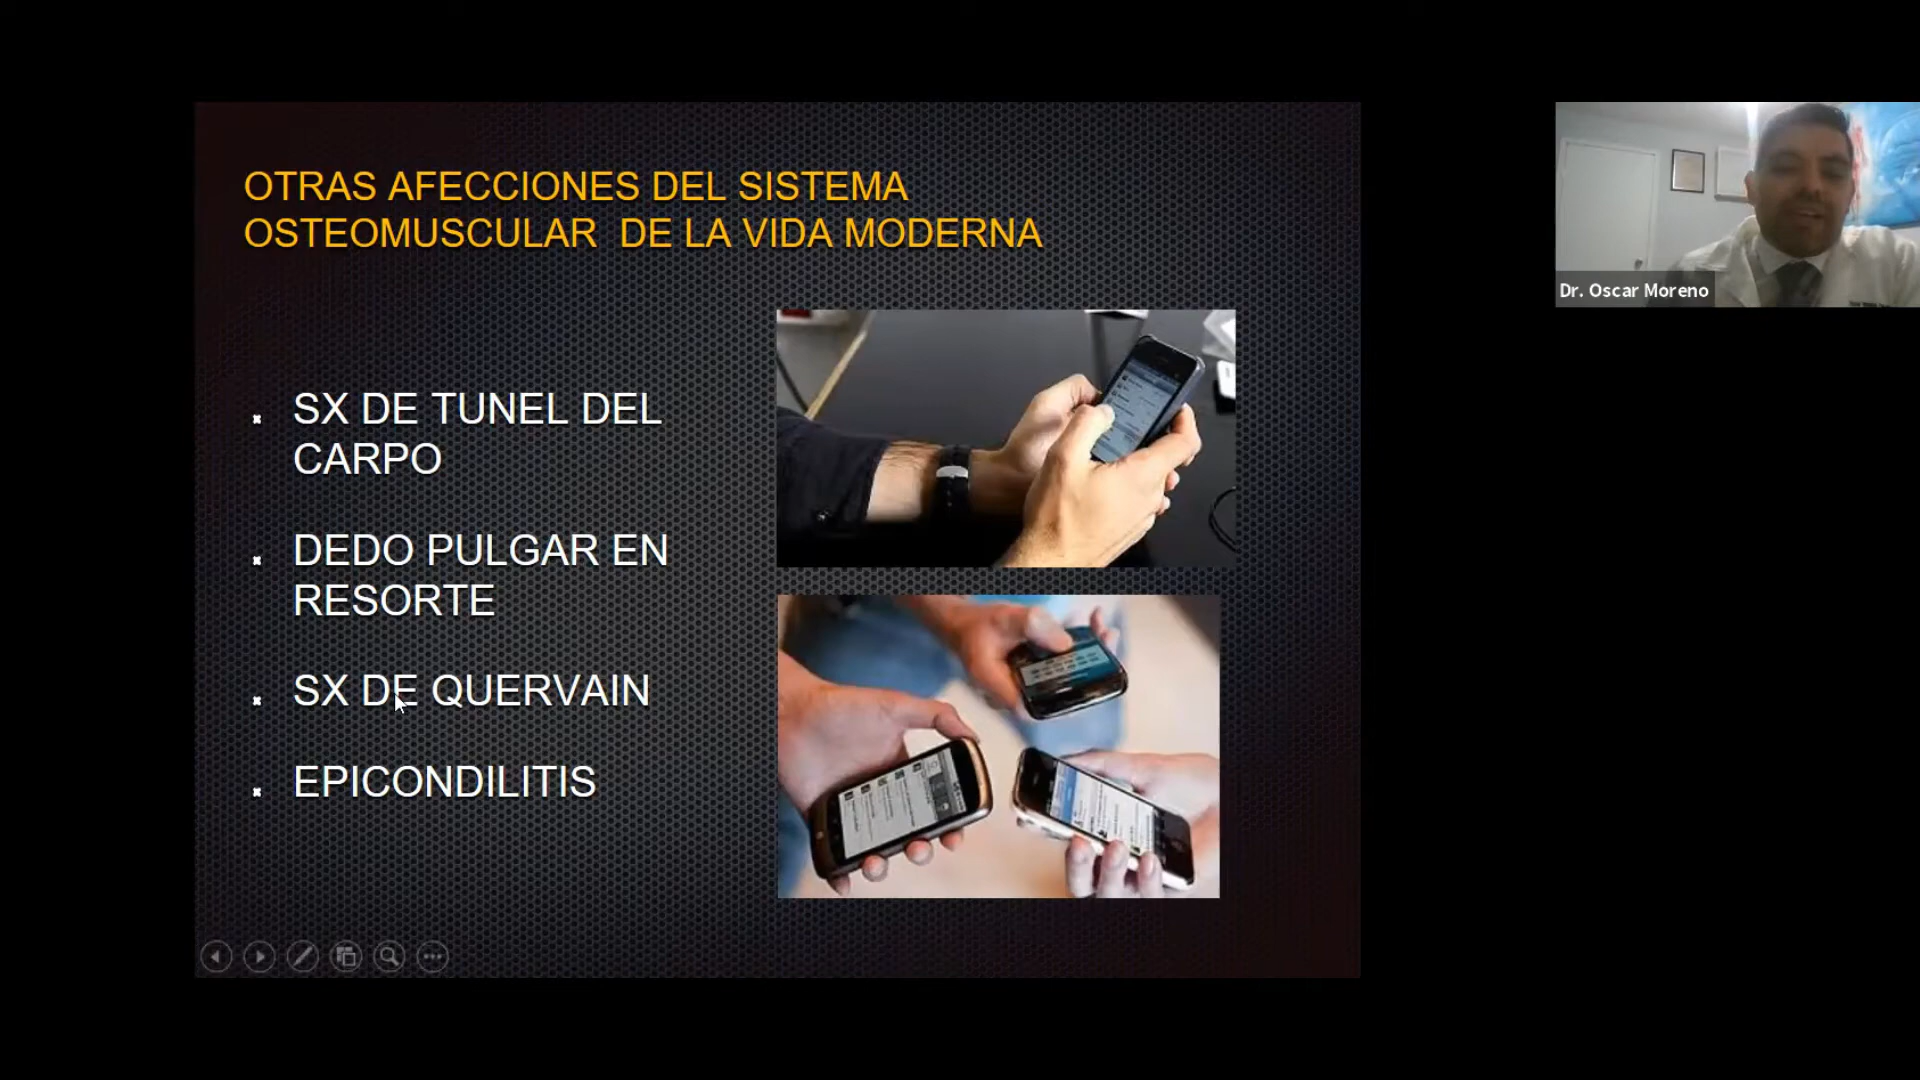 OTRAS AFECCIONES DEL SISTEMA
OSTEOMUSCULAR DE LA VIDA MODERNA
SX DE TUNEL DEL
CARPO
DEDO PULGAR EN
RESORTE
SX DE QUERVAIN
EPICONDILITIS
Dr. Oscar Moreno